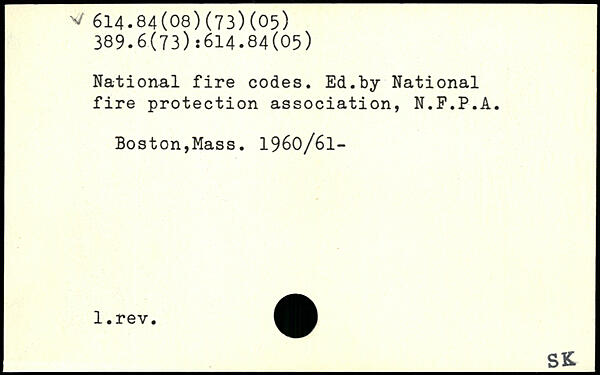 614.84(08)(73)(05)
389.6(73):614.84(05)
National fire codes. Ed.by National
fire protection association, N.F.P.A.
Boston,Mass. 1960/61-
1.rev.
SK